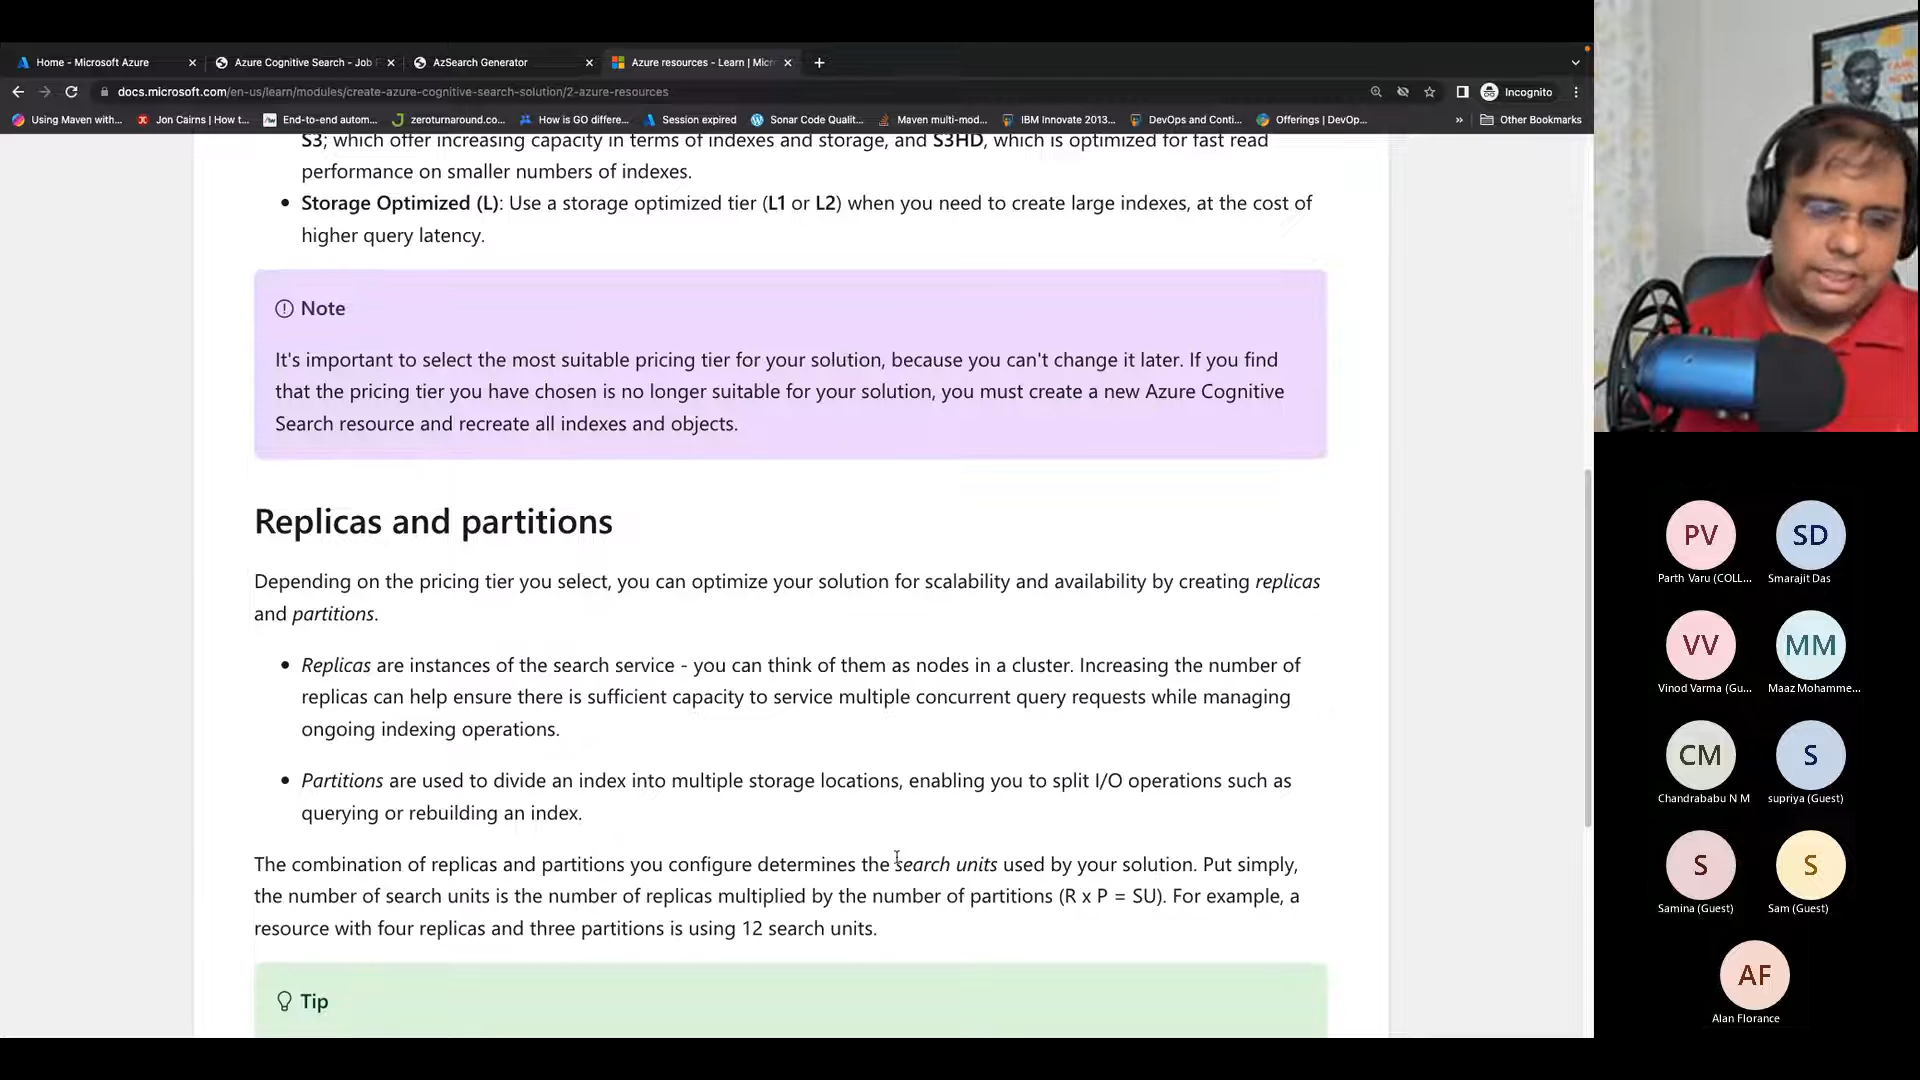 Home - Microsoft Azure
Azure Cognitive Search - Job F
AzSearch Generator
Azure resources - Learn | Micr
docs.microsoft.com/en-us/learn/modules/create-azure-cognitive-search-solution/2-azure-resources
Incognito
Using Maven with...
Jon Cairns | How t...
End-to-end autom...
zeroturnaround.co...
How is GO differe...
Session expired
Sonar Code Qualit...
Maven multi-mod...
IBM Innovate 2013...
DevOps and Conti...
Offerings | DevOp...
»
Other Bookmarks
S3; which offer increasing capacity in terms of indexes and storage, and S3HD, which is optimized for fast read
performance on smaller numbers of indexes.
• Storage Optimized (L): Use a storage optimized tier (L1 or L2) when you need to create large indexes, at the cost of
higher query latency.
Note
It's important to select the most suitable pricing tier for your solution, because you can't change it later. If you find
that the pricing tier you have chosen is no longer suitable for your solution, you must create a new Azure Cognitive
Search resource and recreate all indexes and objects.
Replicas and partitions
Depending on the pricing tier you select, you can optimize your solution for scalability and availability by creating replicas
and partitions.
• Replicas are instances of the search service - you can think of them as nodes in a cluster. Increasing the number of
replicas can help ensure there is sufficient capacity to service multiple concurrent query requests while managing
ongoing indexing operations.
• Partitions are used to divide an index into multiple storage locations, enabling you to split I/O operations such as
querying or rebuilding an index.
The combination of replicas and partitions you configure determines the search units used by your solution. Put simply,
the number of search units is the number of replicas multiplied by the number of partitions (R x P = SU). For example, a
resource with four replicas and three partitions is using 12 search units.
Tip
PV
Parth Varu (COLL...
SD
Smarajit Das
VV
Vinod Varma (Gu...
MM
Maaz Mohamme...
CM
Chandrababu N M
S
supriya (Guest)
S
Samina (Guest)
S
Sam (Guest)
AF
Alan Florance